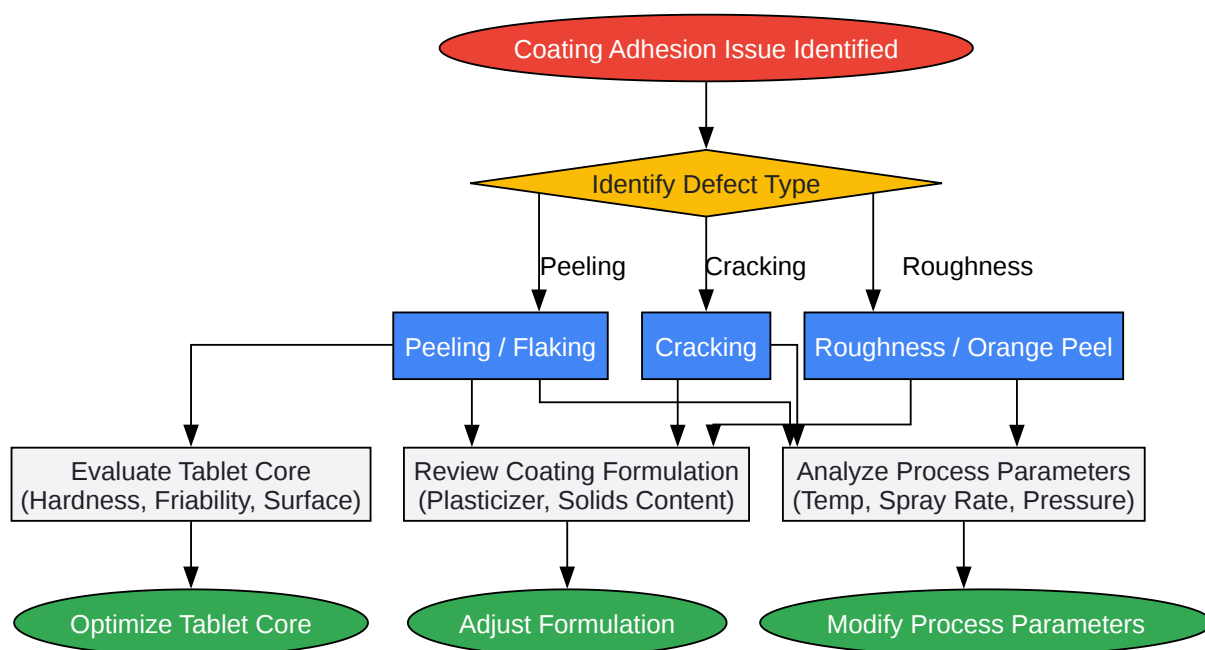 Coating Adhesion Issue Identified
Identify Defect Type
Peeling
Cracking
Roughness
Peeling / Flaking
Cracking
Roughness / Orange Peel
Evaluate Tablet Core
(Hardness, Friability, Surface)
Review Coating Formulation
(Plasticizer, Solids Content)
Analyze Process Parameters
(Temp, Spray Rate, Pressure)
Optimize Tablet Core
Adjust Formulation
Modify Process Parameters